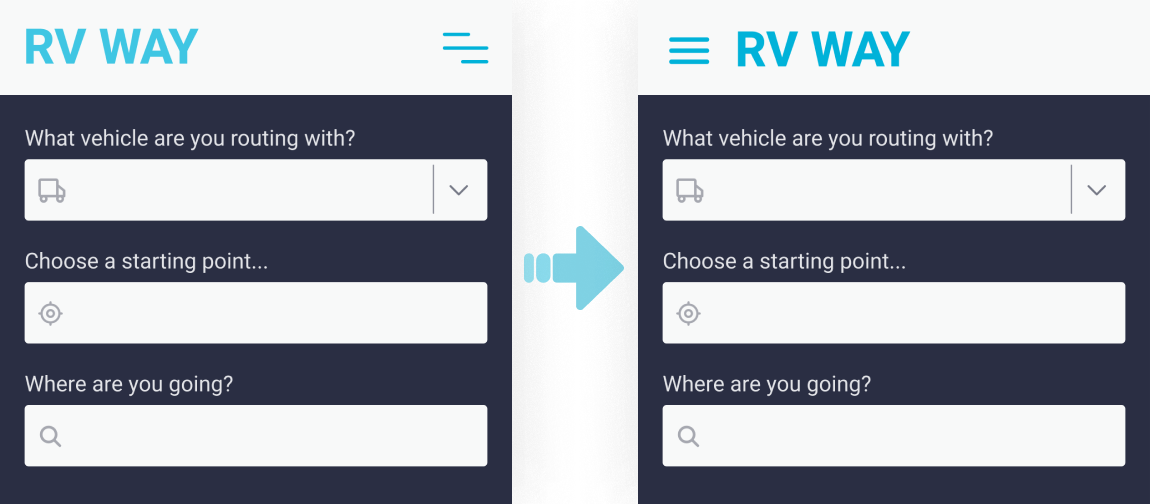 RV WAY
What vehicle are you routing with?
Choose a starting point...
Where are you going?
RV WAY
What vehicle are you routing with?
Choose a starting point...
Where are you going?